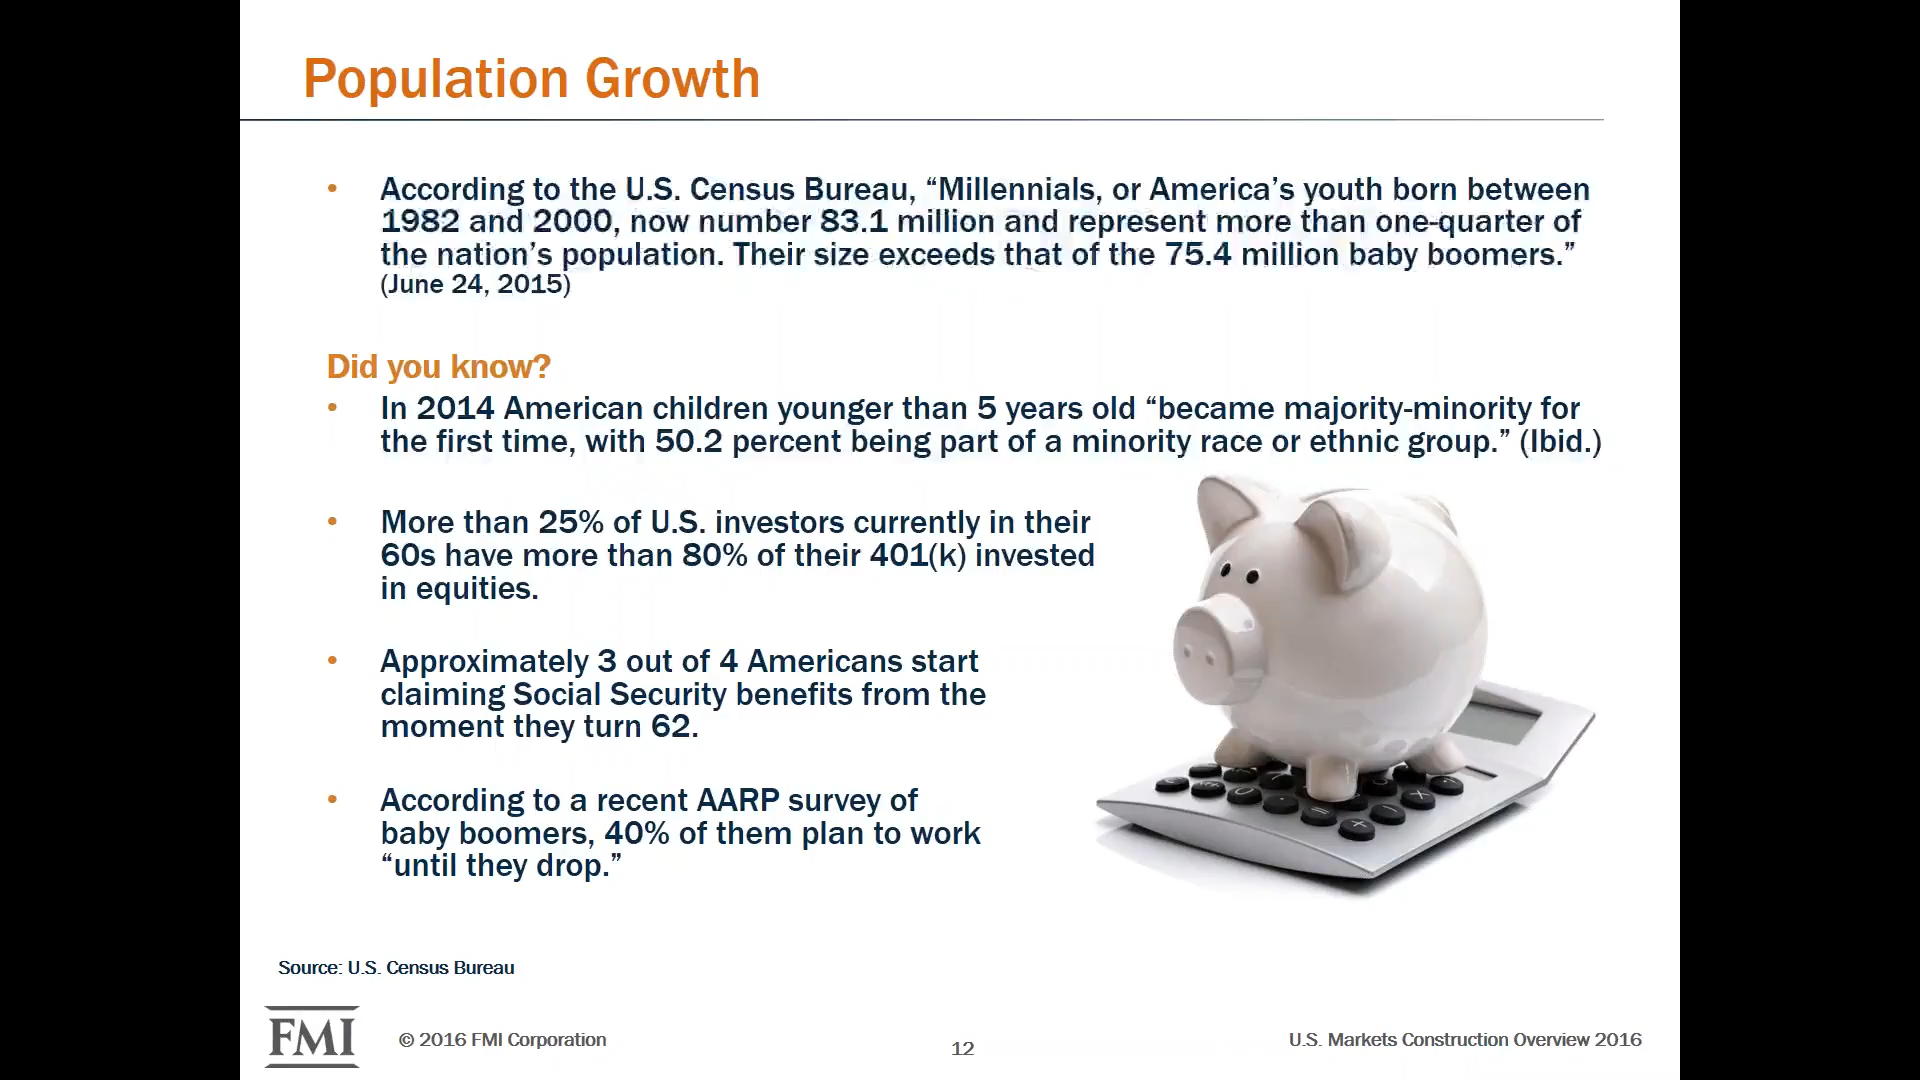 Population Growth
• According to the U.S. Census Bureau, “Millennials, or America’s youth born between
1982 and 2000, now number 83.1 million and represent more than one-quarter of
the nation’s population. Their size exceeds that of the 75.4 million baby boomers.”
(June 24, 2015)
Did you know?
• In 2014 American children younger than 5 years old “became majority-minority for
the first time, with 50.2 percent being part of a minority race or ethnic group.” (Ibid.)
• More than 25% of U.S. investors currently in their
60s have more than 80% of their 401(k) invested
in equities.
• Approximately 3 out of 4 Americans start
claiming Social Security benefits from the
moment they turn 62.
• According to a recent AARP survey of
baby boomers, 40% of them plan to work
“until they drop.”
Source: U.S. Census Bureau
FMI
© 2016 FMI Corporation
12
U.S. Markets Construction Overview 2016